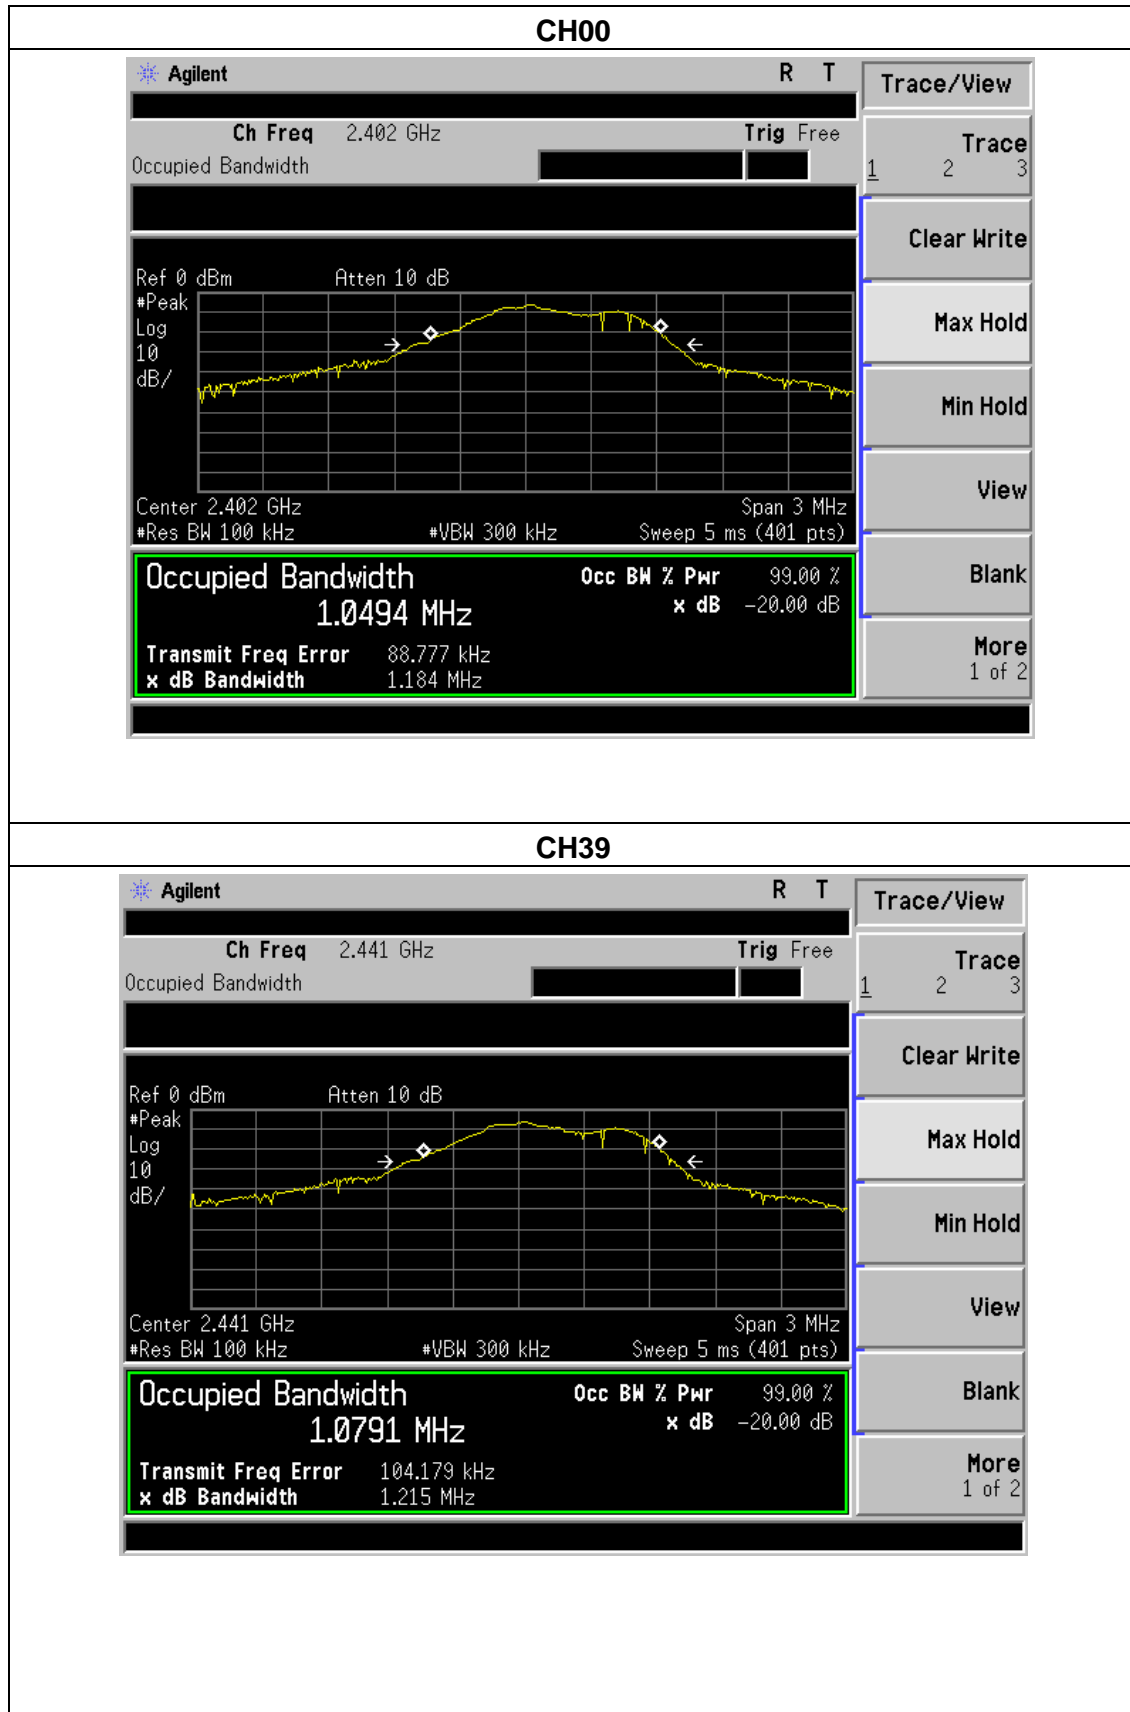 CH00
Agilent R T
Trace/View
Ch Freq 2.402 GHz Trig Free
Occupied Bandwidth
Trace
1 2 3
Clear Write
Max Hold
Min Hold
View
Blank
More
1 of 2
Ref 0 dBm Atten 10 dB
#Peak
Log
10
dB/
Center 2.402 GHz Span 3 MHz
#Res BW 100 kHz #VBW 300 kHz Sweep 5 ms (401 pts)
Occupied Bandwidth Occ BW % Pwr 99.00 %
1.0494 MHz x dB -20.00 dB
Transmit Freq Error 88.777 kHz
x dB Bandwidth 1.184 MHz
CH39
Agilent R T
Trace/View
Ch Freq 2.441 GHz Trig Free
Occupied Bandwidth
Trace
1 2 3
Clear Write
Max Hold
Min Hold
View
Blank
More
1 of 2
Ref 0 dBm Atten 10 dB
#Peak
Log
10
dB/
Center 2.441 GHz Span 3 MHz
#Res BW 100 kHz #VBW 300 kHz Sweep 5 ms (401 pts)
Occupied Bandwidth Occ BW % Pwr 99.00 %
1.0791 MHz x dB -20.00 dB
Transmit Freq Error 104.179 kHz
x dB Bandwidth 1.215 MHz